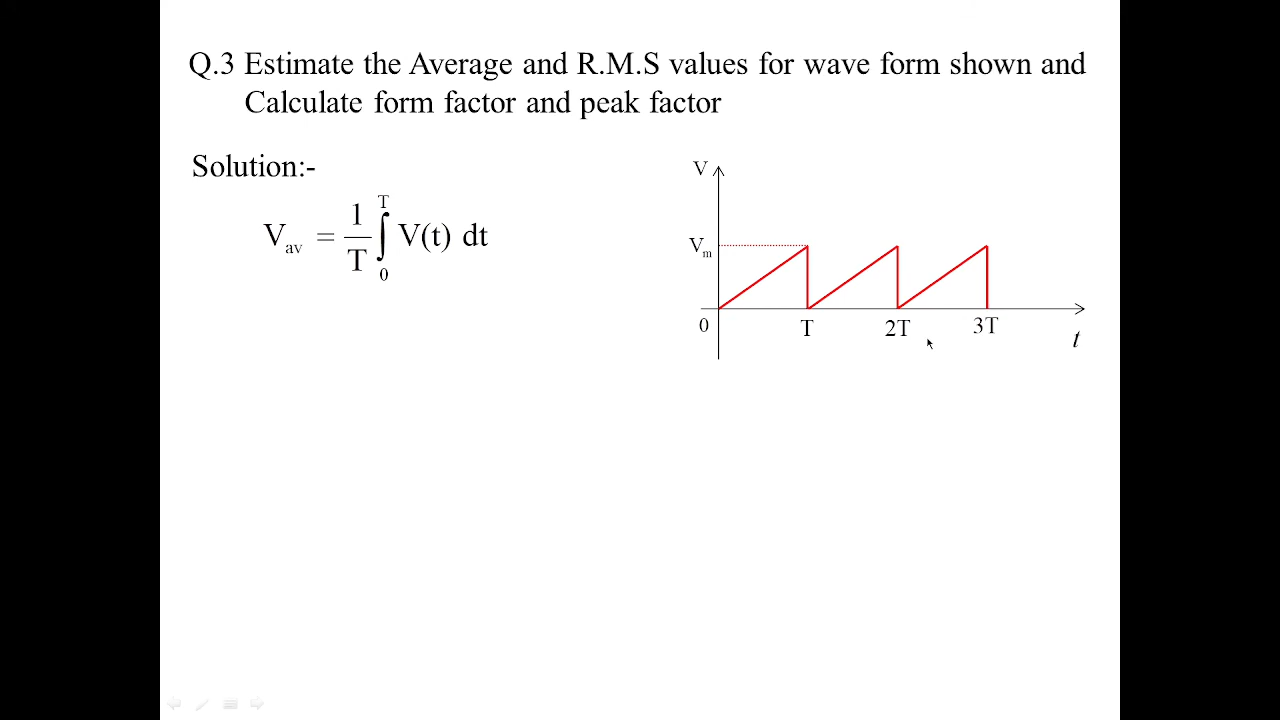 Q.3 Estimate the Average and R.M.S values for wave form shown and
Calculate form factor and peak factor
Solution:-
V_av = 1/T ∫_0^T V(t) dt
V
V_m
0
T
2T
3T
t